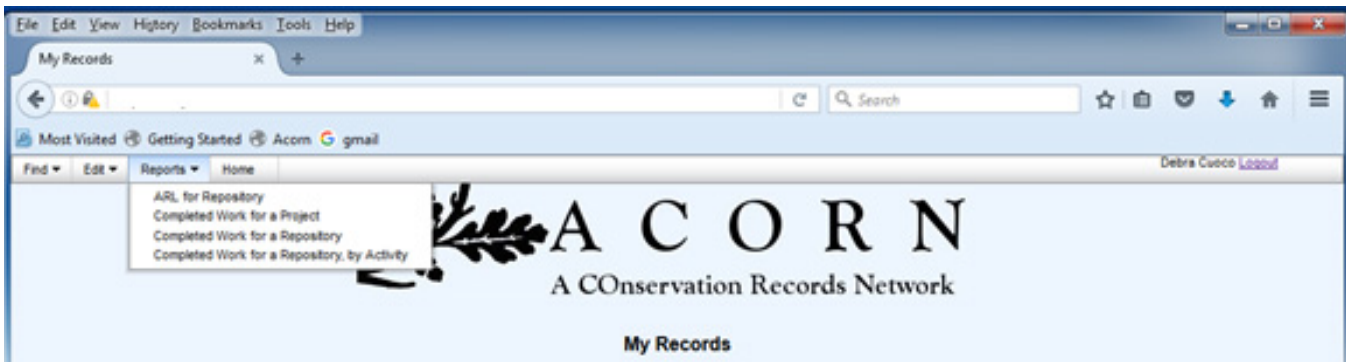 File Edit View History Bookmarks Tools Help
My Records
Search
Most Visited Getting Started Acorn gmail
Find Edit Reports Home Debra Cuoco Logout
ARL for Repository
Completed Work for a Project
Completed Work for a Repository
Completed Work for a Repository, by Activity
ACORN
A COnservation Records Network
My Records